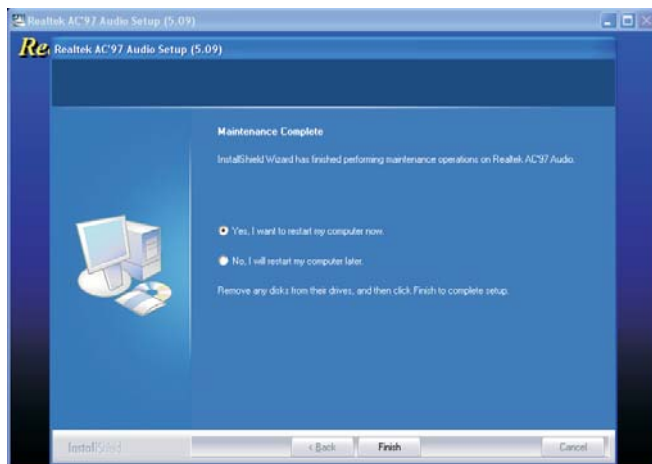 Realtek AC'97 Audio Setup (5.09)
Re
Realtek AC'97 Audio Setup (5.09)
Maintenance Complete
InstallShield Wizard has finished performing maintenance operations on Realtek AC'97 Audio.
Yes, I want to restart my computer now.
No, I will restart my computer later.
Remove any disks from their drives, and then click Finish to complete setup.
InstallShield
< Back
Finish
Cancel